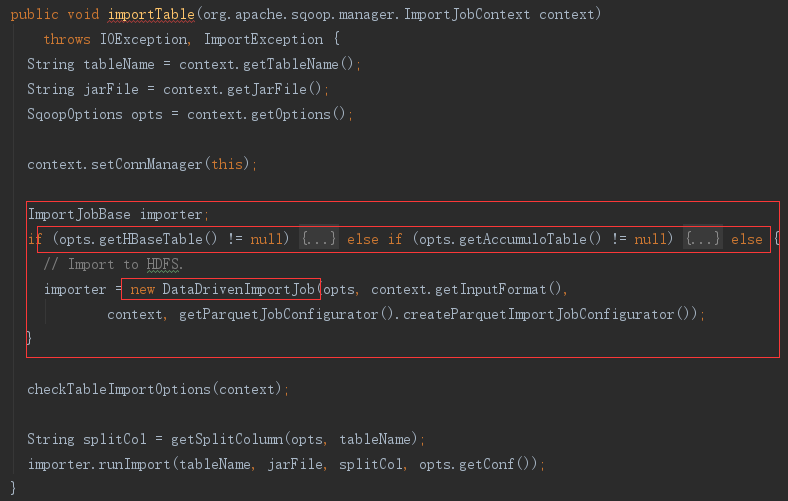 public void importTable(org.apache.sqoop.manager.ImportJobContext context)
throws IOException, ImportException {
String tableName = context.getTableName();
String jarFile = context.getJarFile();
SqoopOptions opts = context.getOptions();
context.setConnManager(this);
ImportJobBase importer;
if (opts.getHBaseTable() != null) {...} else if (opts.getAccumuloTable() != null) {...} else {
// Import to HDFS.
importer = new DataDrivenImportJob(opts, context.getInputFormat(),
context, getParquetJobConfigurator().createParquetImportJobConfigurator());
}
checkTableImportOptions(context);
String splitCol = getSplitColumn(opts, tableName);
importer.runImport(tableName, jarFile, splitCol, opts.getConf());
}